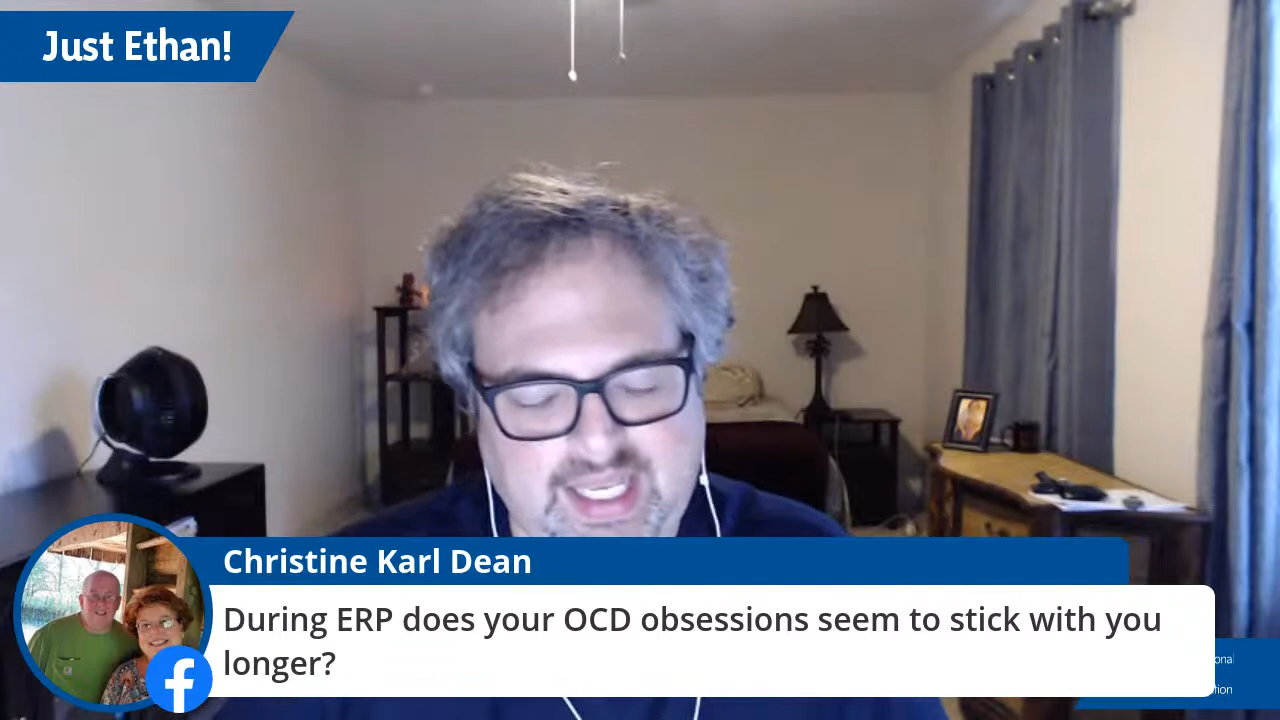 Just Ethan!
Christine Karl Dean
During ERP does your OCD obsessions seem to stick with you
longer?